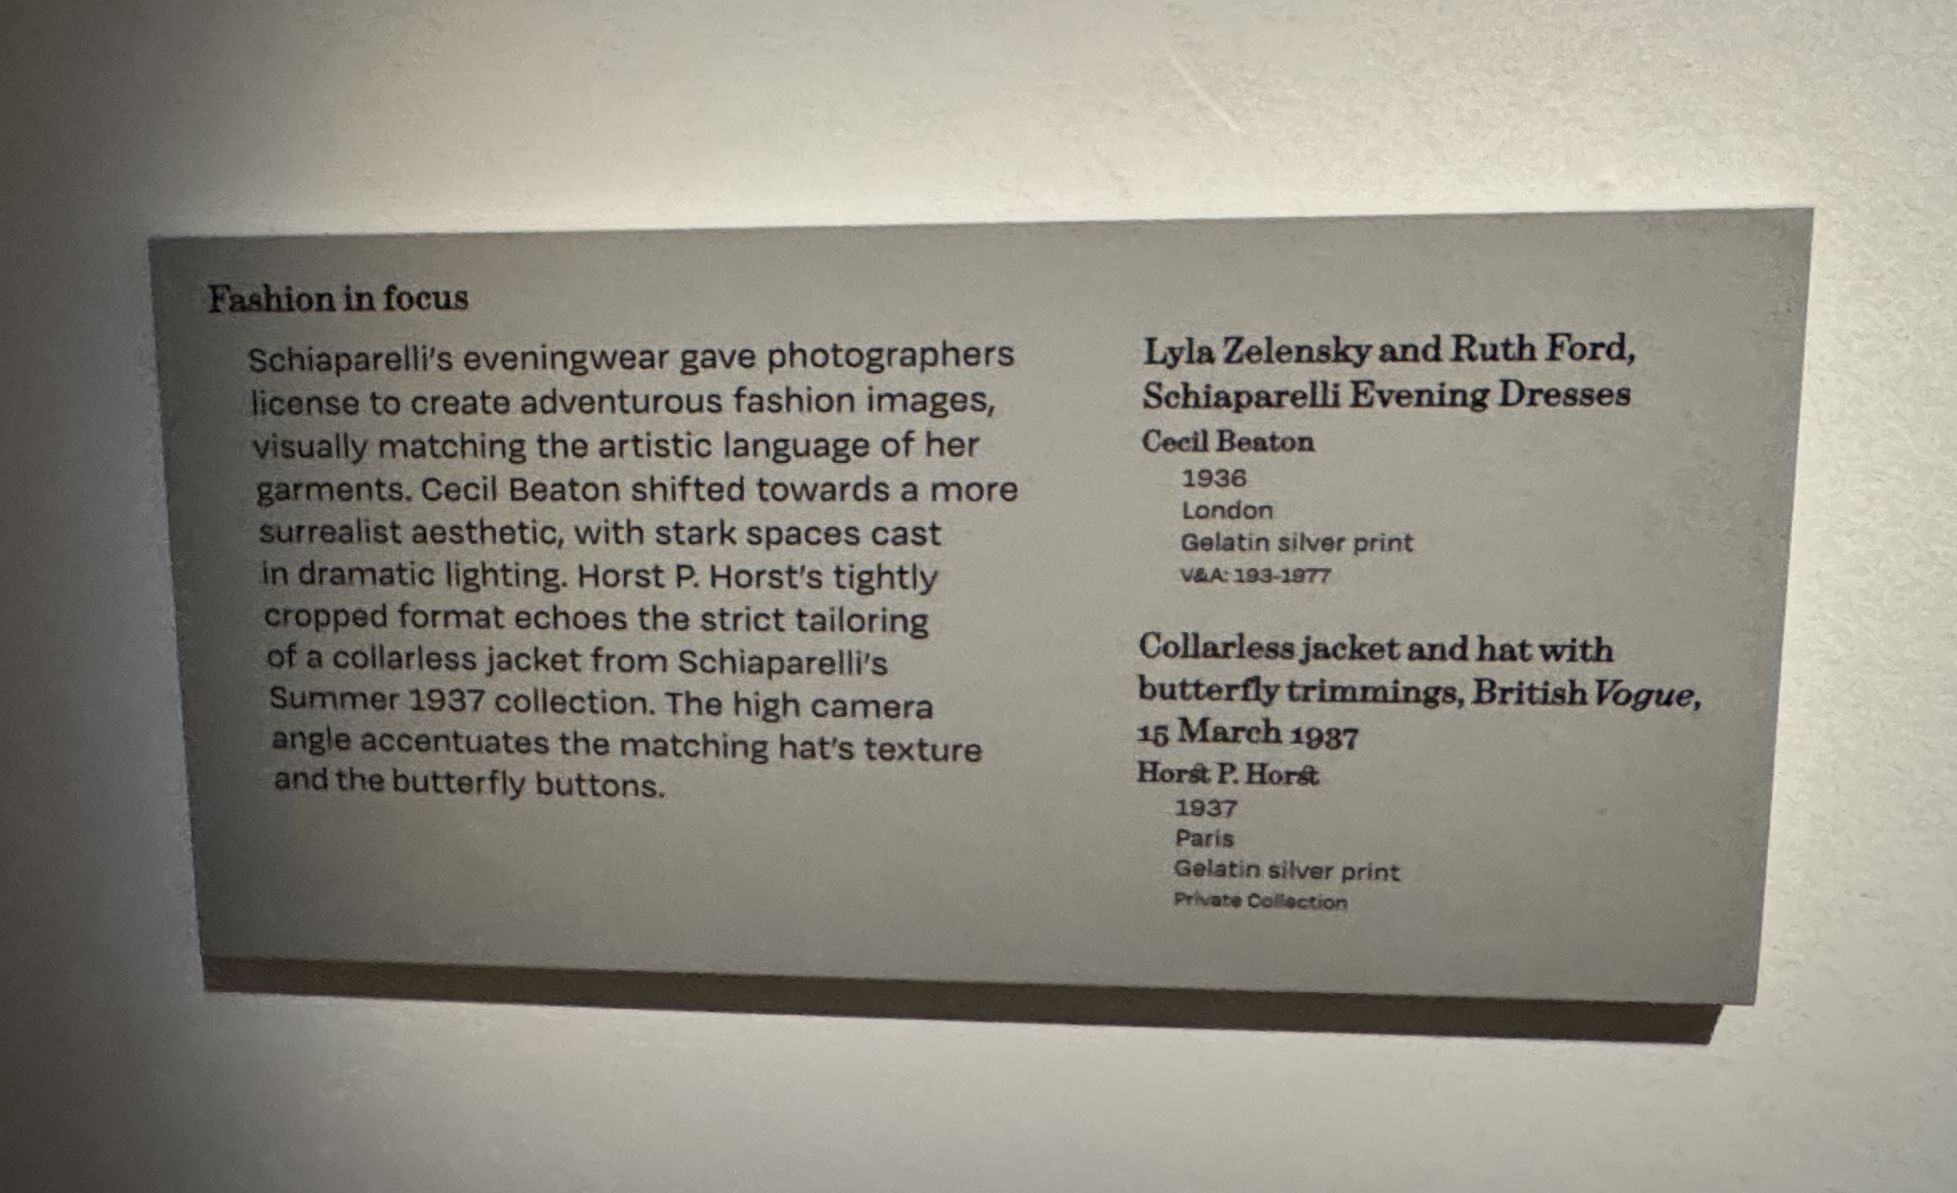 Fashion in focus
Schiaparelli's eveningwear gave photographers
license to create adventurous fashion images,
visually matching the artistic language of her
garments. Cecil Beaton shifted towards a more
surrealist aesthetic, with stark spaces cast
in dramatic lighting. Horst P. Horst's tightly
cropped format echoes the strict tailoring
of a collarless jacket from Schiaparelli's
Summer 1937 collection. The high camera
angle accentuates the matching hat's texture
and the butterfly buttons.
Lyla Zelensky and Ruth Ford,
Schiaparelli Evening Dresses
Cecil Beaton
1936
London
Gelatin silver print
V&A: 193-1977
Collarless jacket and hat with
butterfly trimmings, British Vogue,
15 March 1937
Horst P. Horst
1937
Paris
Gelatin silver print
Private Collection